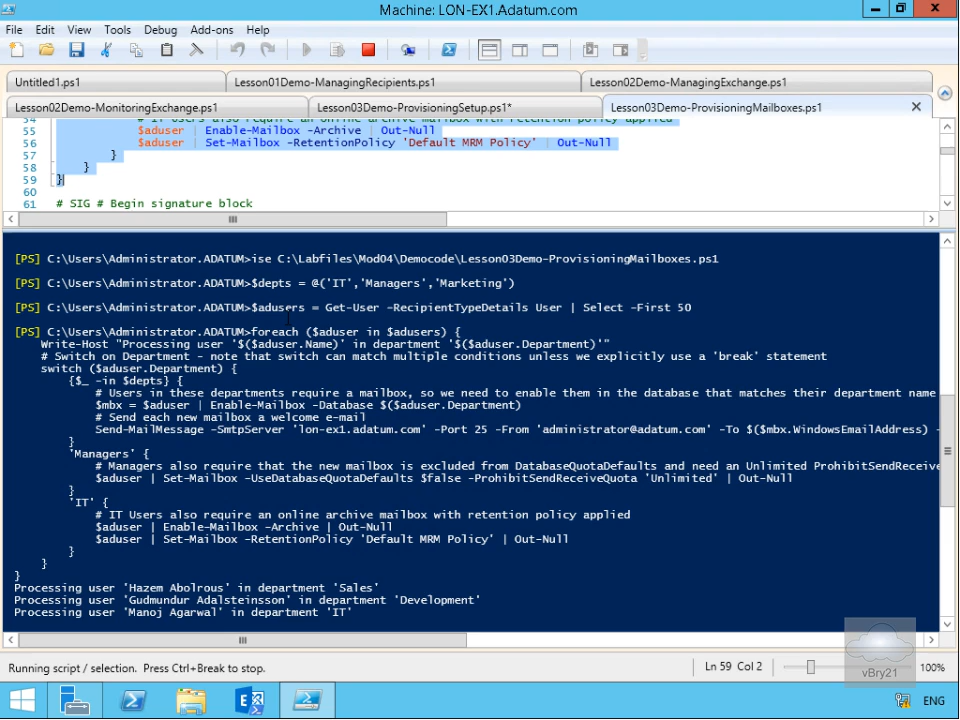 Machine: LON-EX1.Adatum.com
File Edit View Tools Debug Add-ons Help
Untitled1.ps1 Lesson01Demo-ManagingRecipients.ps1 Lesson02Demo-ManagingExchange.ps1
Lesson02Demo-MonitoringExchange.ps1 Lesson03Demo-ProvisioningSetup.ps1* Lesson03Demo-ProvisioningMailboxes.ps1
54 # IT Users also require an online archive mailbox with retention policy applied
55 $aduser | Enable-Mailbox -Archive | Out-Null
56 $aduser | Set-Mailbox -RetentionPolicy 'Default MRM Policy' | Out-Null
57 }
58 }
59 }
60
61 # SIG # Begin signature block
[PS] C:\Users\Administrator.ADATUM>ise C:\Labfiles\Mod04\Democode\Lesson03Demo-ProvisioningMailboxes.ps1
[PS] C:\Users\Administrator.ADATUM>$depts = @('IT','Managers','Marketing')
[PS] C:\Users\Administrator.ADATUM>$adusers = Get-User -RecipientTypeDetails User | Select -First 50
[PS] C:\Users\Administrator.ADATUM>foreach ($aduser in $adusers) {
Write-Host "Processing user '$($aduser.Name)' in department '$($aduser.Department)'"
# Switch on Department - note that switch can match multiple conditions unless we explicitly use a 'break' statement
switch ($aduser.Department) {
{$_ -in $depts} {
# Users in these departments require a mailbox, so we need to enable them in the database that matches their department name
$mbx = $aduser | Enable-Mailbox -Database $($aduser.Department)
# Send each new mailbox a welcome e-mail
Send-MailMessage -SmtpServer 'lon-ex1.adatum.com' -Port 25 -From 'administrator@adatum.com' -To $($mbx.WindowsEmailAddress) -
}
'Managers' {
# Managers also require that the new mailbox is excluded from DatabaseQuotaDefaults and need an Unlimited ProhibitSendReceive
$aduser | Set-Mailbox -UseDatabaseQuotaDefaults $false -ProhibitSendReceiveQuota 'Unlimited' | Out-Null
}
'IT' {
# IT Users also require an online archive mailbox with retention policy applied
$aduser | Enable-Mailbox -Archive | Out-Null
$aduser | Set-Mailbox -RetentionPolicy 'Default MRM Policy' | Out-Null
}
}
}
Processing user 'Hazem Abolrous' in department 'Sales'
Processing user 'Gudmundur Adalsteinsson' in department 'Development'
Processing user 'Manoj Agarwal' in department 'IT'
Running script / selection. Press Ctrl+Break to stop. Ln 59 Col 2 100%
vBry21
ENG